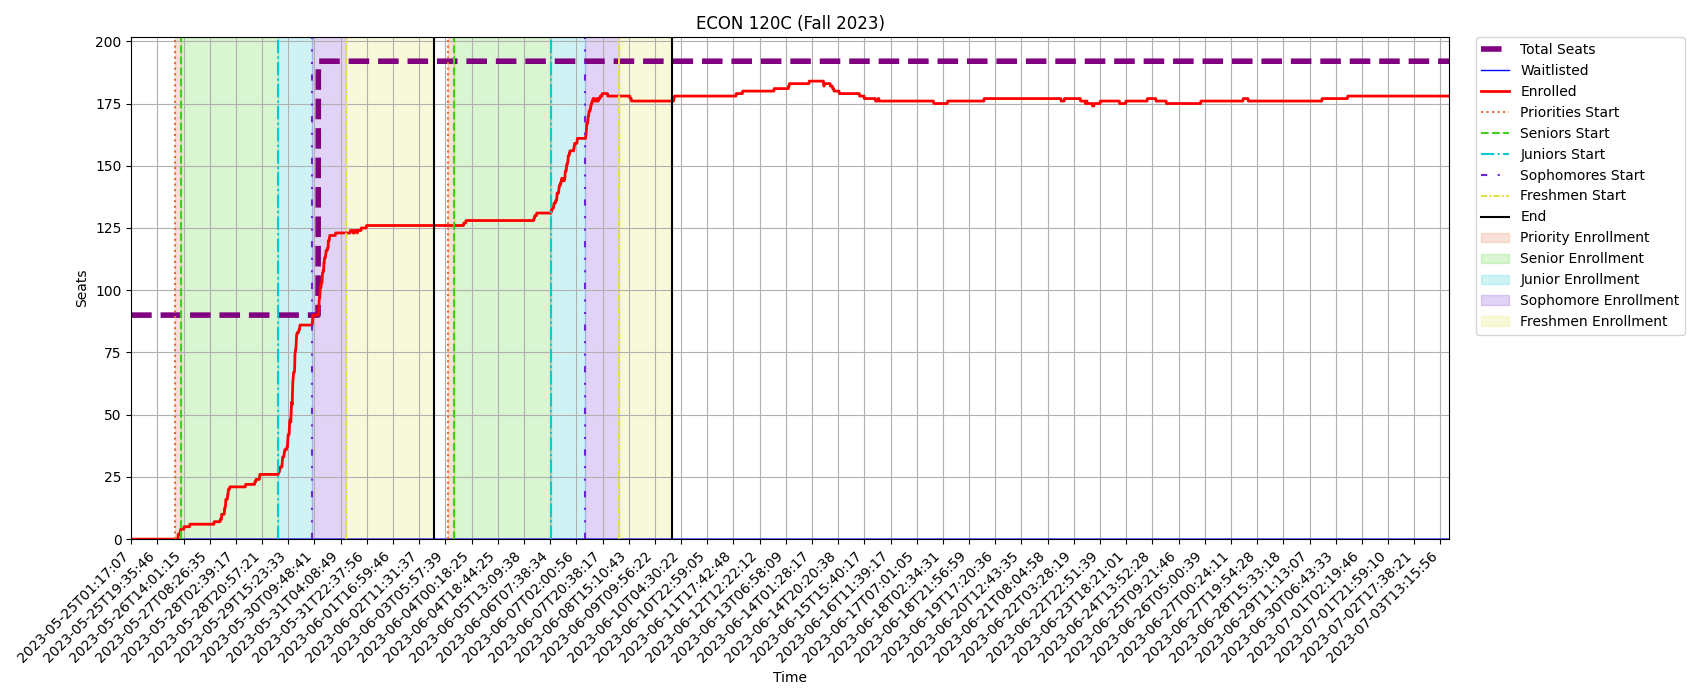 ECON 120C (Fall 2023)
Seats
200
175
150
125
100
75
50
25
0
2023-05-25T01:17:07
2023-05-25T19:35:46
2023-05-26T14:01:15
2023-05-27T08:26:35
2023-05-28T02:39:17
2023-05-28T20:57:21
2023-05-29T15:23:33
2023-05-30T09:48:41
2023-05-31T04:08:49
2023-05-31T22:37:56
2023-06-01T16:59:46
2023-06-02T11:31:37
2023-06-03T05:57:39
2023-06-04T00:18:25
2023-06-04T18:44:25
2023-06-05T13:09:38
2023-06-06T07:38:34
2023-06-07T02:00:56
2023-06-07T20:38:17
2023-06-08T15:10:43
2023-06-09T09:56:22
2023-06-10T04:30:22
2023-06-10T22:59:05
2023-06-11T17:42:48
2023-06-12T12:22:12
2023-06-13T06:58:09
2023-06-14T01:28:17
2023-06-14T20:20:38
2023-06-15T15:40:17
2023-06-16T11:39:17
2023-06-17T07:01:05
2023-06-18T02:34:31
2023-06-18T21:56:59
2023-06-19T17:20:36
2023-06-20T12:43:35
2023-06-21T08:04:58
2023-06-22T03:28:19
2023-06-22T22:51:39
2023-06-23T18:21:01
2023-06-24T13:52:28
2023-06-25T09:21:46
2023-06-26T05:00:39
2023-06-27T00:24:11
2023-06-27T19:54:28
2023-06-28T15:33:18
2023-06-29T11:13:07
2023-06-30T06:43:33
2023-07-01T02:19:46
2023-07-01T21:59:10
2023-07-02T17:38:21
2023-07-03T13:15:56
Time
Total Seats
Waitlisted
Enrolled
Priorities Start
Seniors Start
Juniors Start
Sophomores Start
Freshmen Start
End
Priority Enrollment
Senior Enrollment
Junior Enrollment
Sophomore Enrollment
Freshmen Enrollment